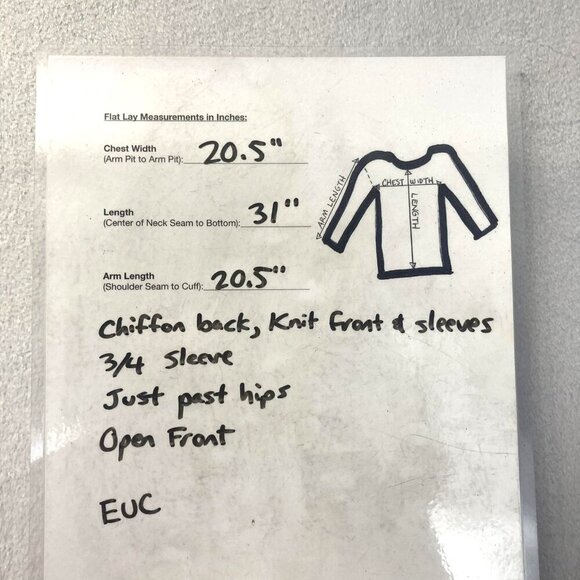 Flat Lay Measurements in Inches:
Chest Width
(Arm Pit to Arm Pit): 20.5"
Length
(Center of Neck Seam to Bottom): 31"
Arm Length
(Shoulder Seam to Cuff): 20.5"
ARM LENGTH
CHEST WIDTH
LENGTH
Chiffon back, Knit front & sleeves
3/4 Sleeve
Just past hips
Open Front
EUC